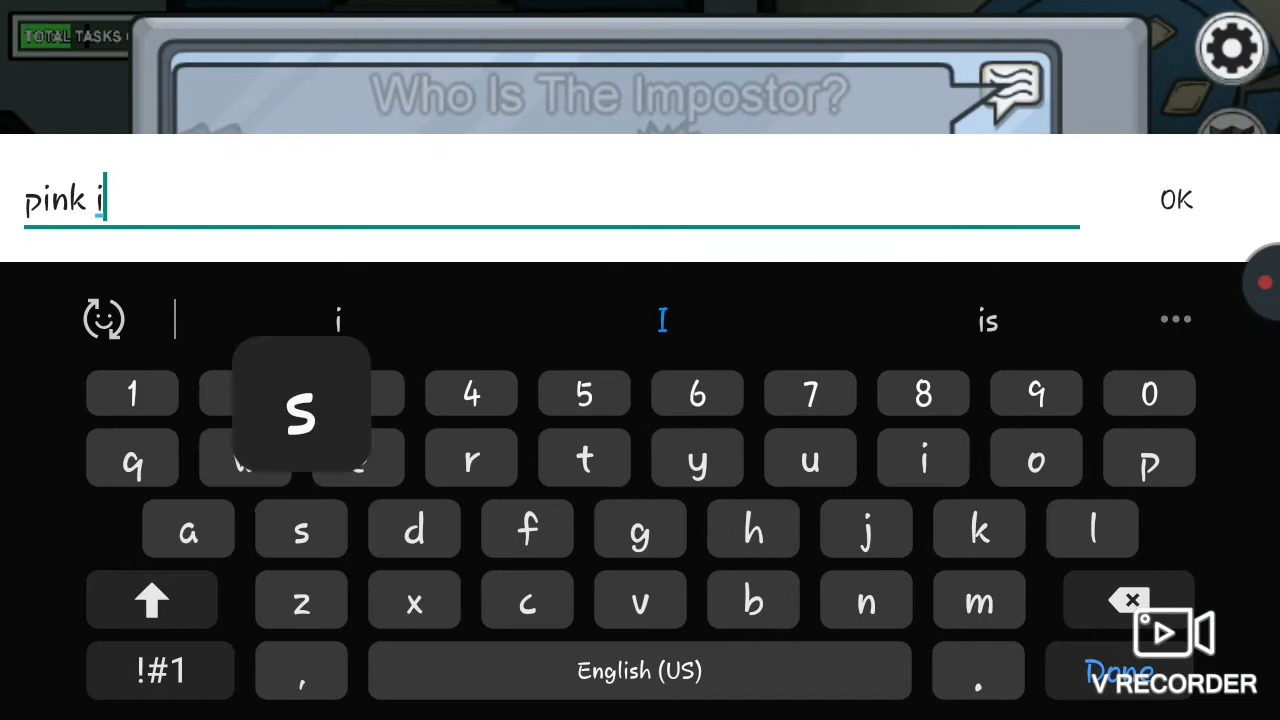 TOTAL TASKS
Who Is The Impostor?
pink i
OK
i
I
is
s
1
4
5
6
7
8
9
0
q
r
t
y
u
i
o
p
a
s
d
f
g
h
j
k
l
z
x
c
v
b
n
m
!#1
,
English (US)
.
Done
V RECORDER